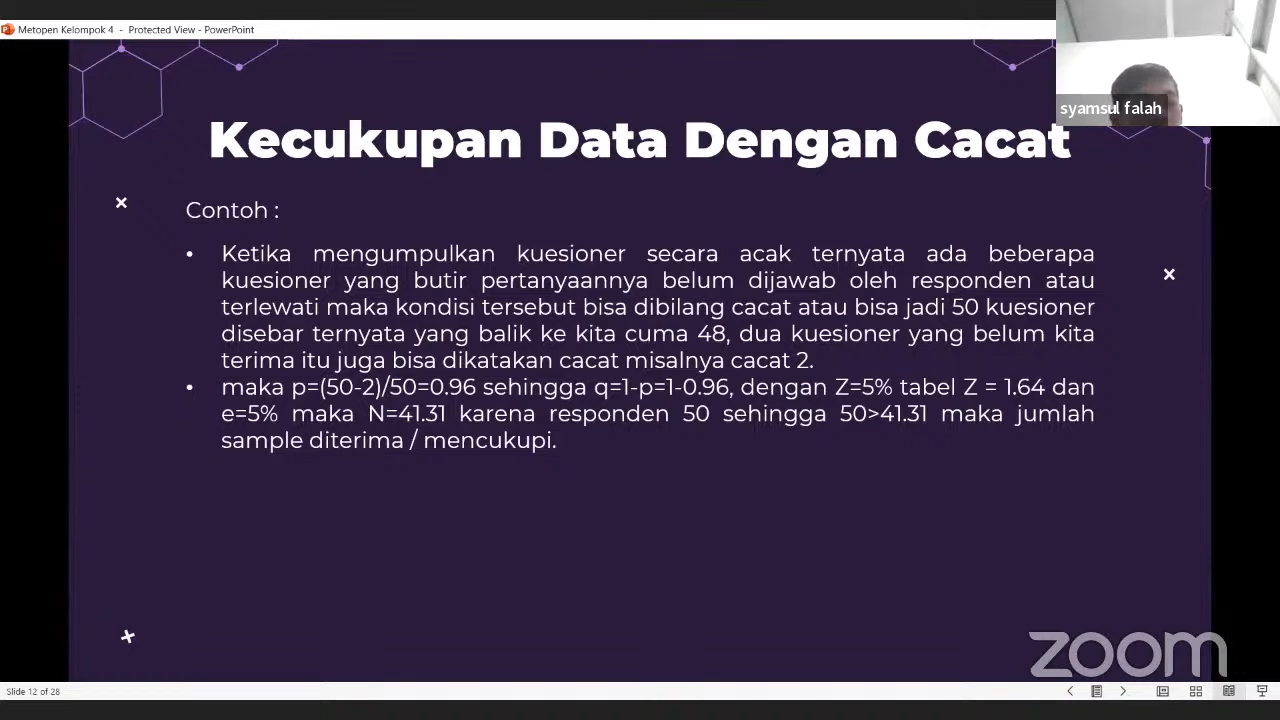 Metopen Kelompok 4 - Protected View - PowerPoint
syamsul falah
Kecukupan Data Dengan Cacat
Contoh :
• Ketika mengumpulkan kuesioner secara acak ternyata ada beberapa
kuesioner yang butir pertanyaannya belum dijawab oleh responden atau
terlewati maka kondisi tersebut bisa dibilang cacat atau bisa jadi 50 kuesioner
disebar ternyata yang balik ke kita cuma 48, dua kuesioner yang belum kita
terima itu juga bisa dikatakan cacat misalnya cacat 2.
• maka p=(50-2)/50=0.96 sehingga q=1-p=1-0.96, dengan Z=5% tabel Z = 1.64 dan
e=5% maka N=41.31 karena responden 50 sehingga 50>41.31 maka jumlah
sample diterima / mencukupi.
zoom
Slide 12 of 28